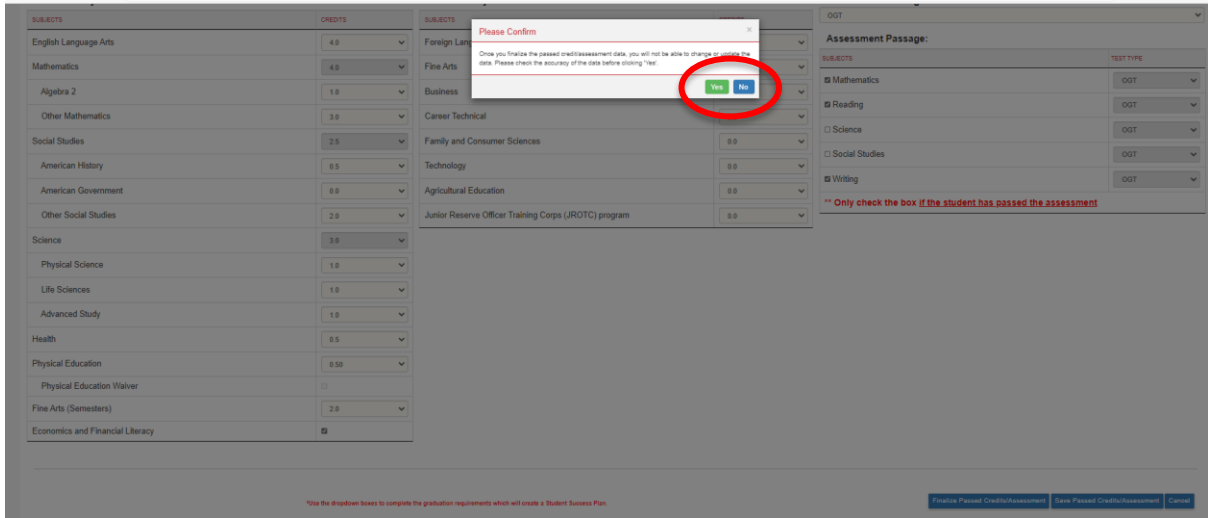 SUBJECTS CREDITS
English Language Arts 4.0
Mathematics 4.0
Algebra 2 1.0
Other Mathematics 3.0
Social Studies 2.5
American History 0.5
American Government 0.0
Other Social Studies 2.0
Science 3.0
Physical Science 1.0
Life Sciences 1.0
Advanced Study 1.0
Health 0.5
Physical Education 0.50
Physical Education Waiver
Fine Arts (Semesters) 2.0
Economics and Financial Literacy
SUBJECTS
Foreign Lang
Fine Arts
Business
Career Technical
Family and Consumer Sciences 0.0
Technology 0.0
Agricultural Education 0.0
Junior Reserve Officer Training Corps (JROTC) program 0.0
Please Confirm ×
Once you finalize the passed credit/assessment data, you will not be able to change or update the
data. Please check the accuracy of the data before clicking 'Yes'.
Yes No
OGT
Assessment Passage:
SUBJECTS TEST TYPE
Mathematics OGT
Reading OGT
Science OGT
Social Studies OGT
Writing OGT
** Only check the box if the student has passed the assessment
*Use the dropdown boxes to complete the graduation requirements which will create a Student Success Plan.
Finalize Passed Credits/Assessment Save Passed Credits/Assessment Cancel